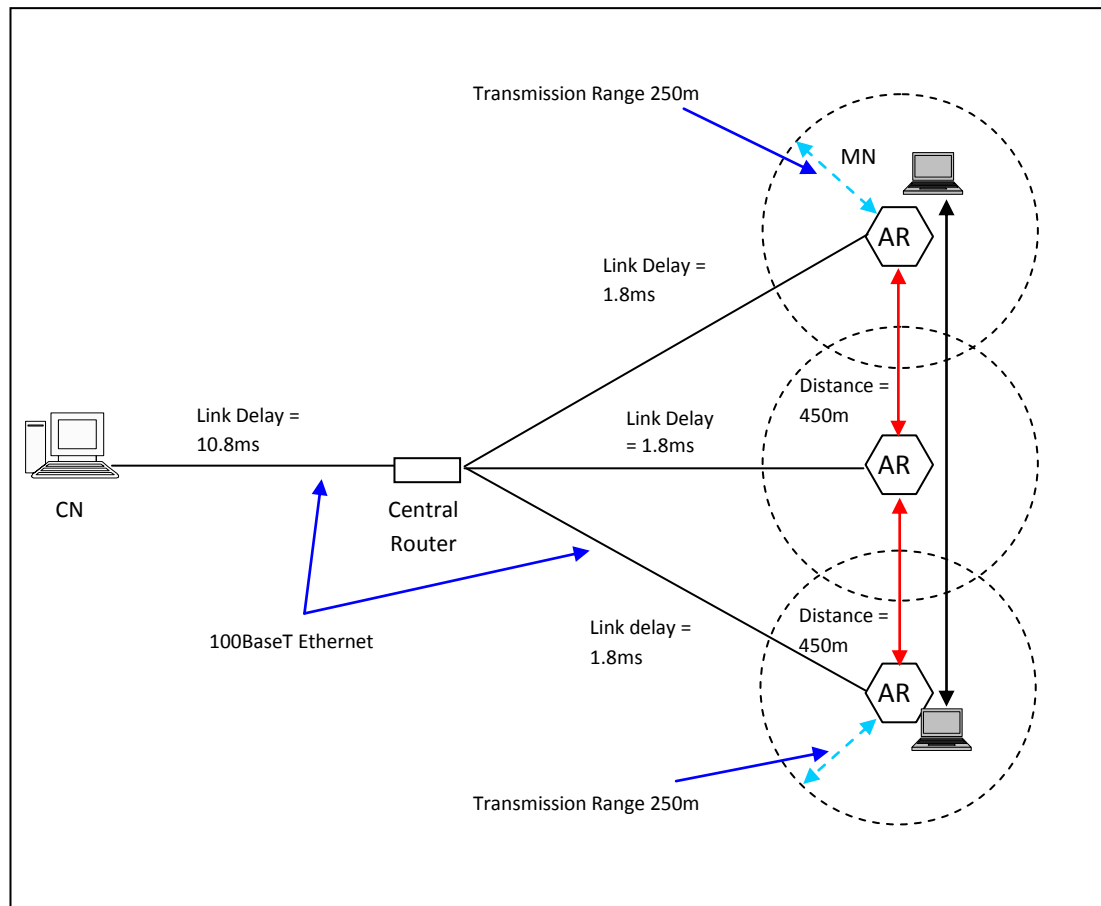 Transmission Range 250m
MN
AR
Link Delay =
1.8ms
Distance =
450m
Link Delay =
10.8ms
Link Delay
= 1.8ms
AR
CN
Central
Router
Distance =
450m
100BaseT Ethernet
Link delay =
1.8ms
AR
Transmission Range 250m